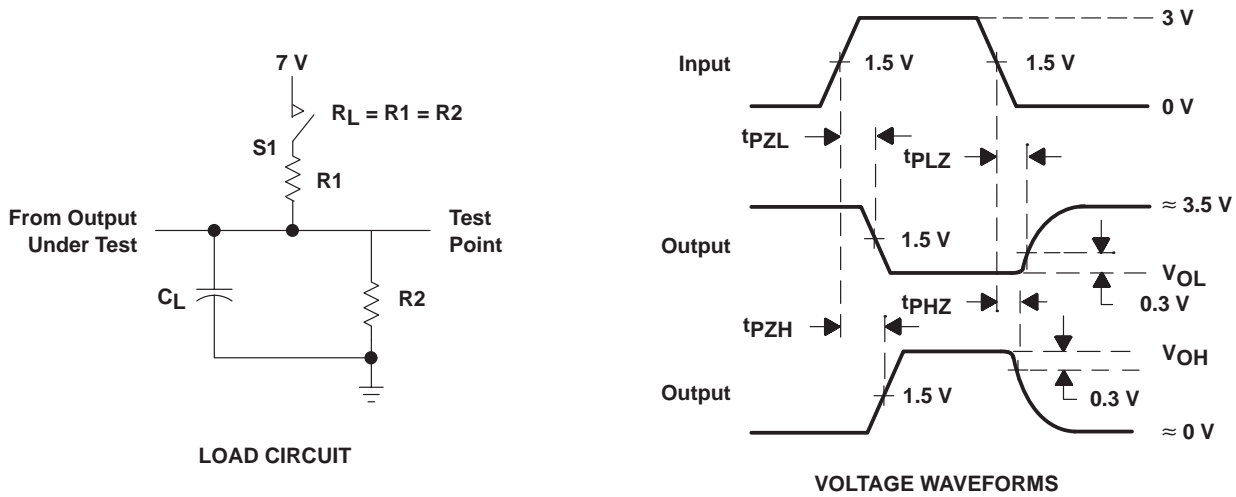 7 V
RL = R1 = R2
S1
R1
From Output
Under Test
Test
Point
CL
R2
LOAD CIRCUIT
3 V
Input
1.5 V
1.5 V
0 V
tPZL
tPLZ
≈ 3.5 V
Output
1.5 V
VOL
0.3 V
tPHZ
tPZH
VOH
Output
1.5 V
0.3 V
≈ 0 V
VOLTAGE WAVEFORMS